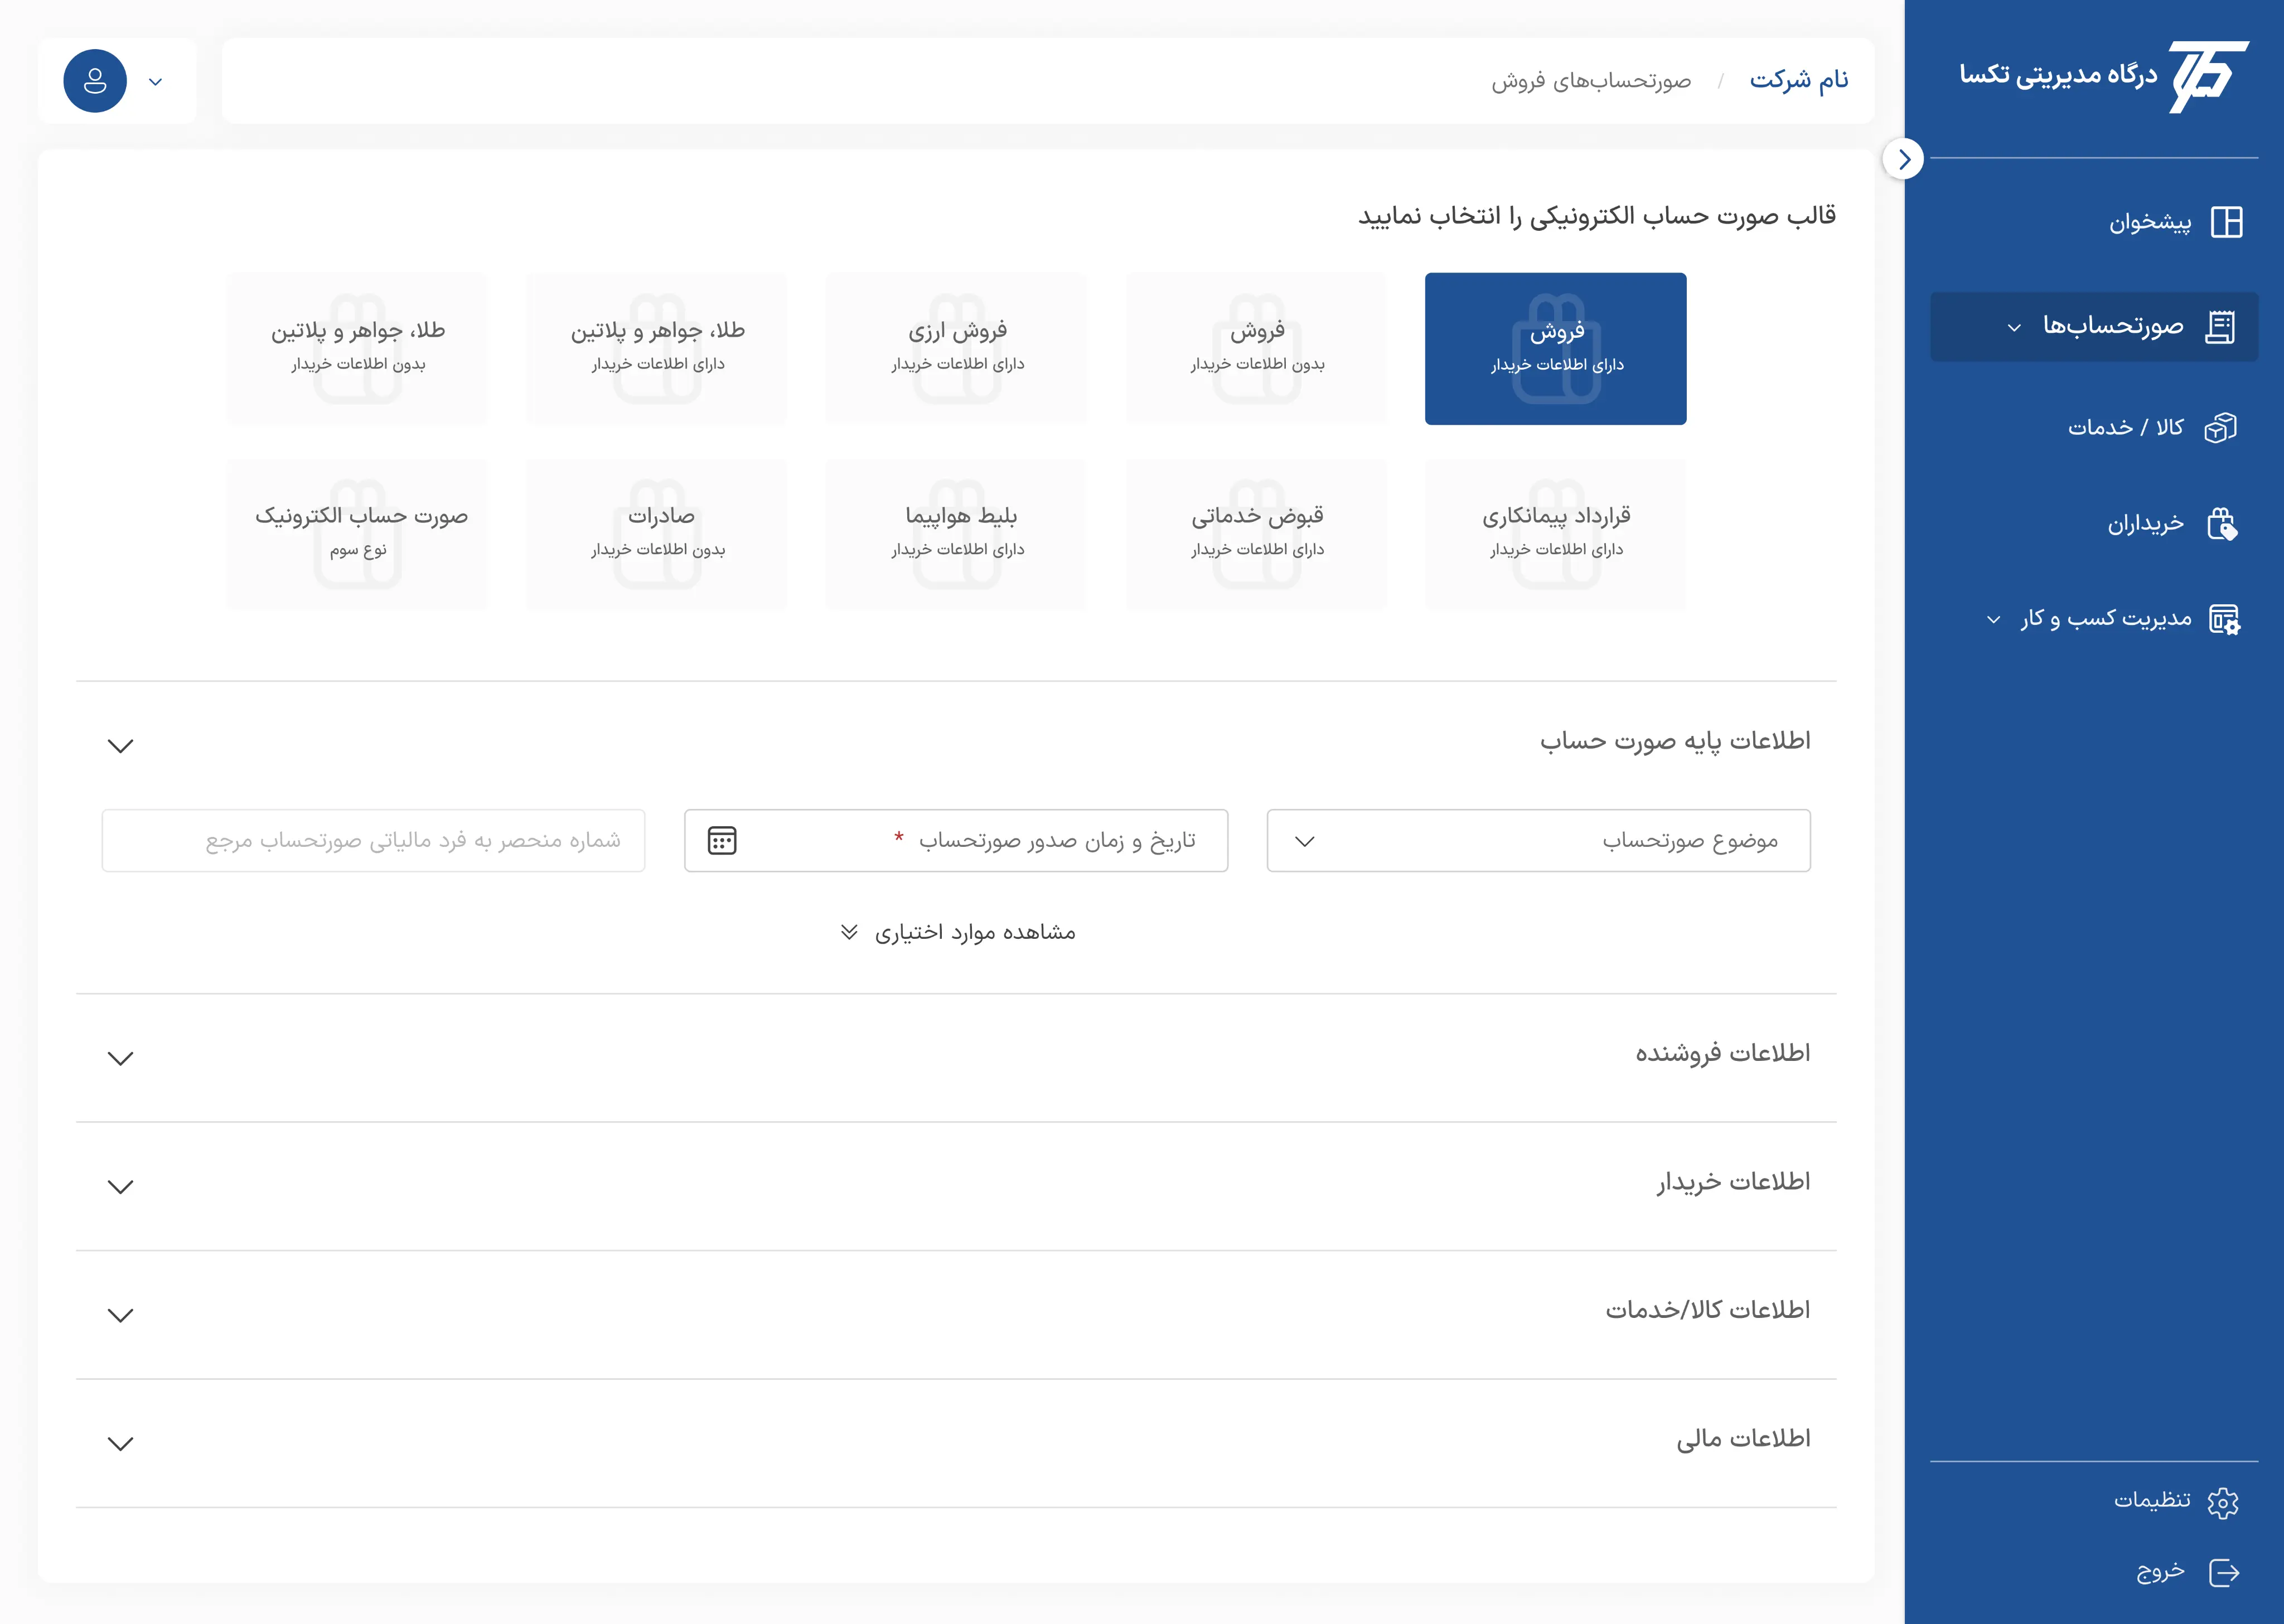 درگاه مدیریتی تکسا
پیشخوان
صورتحساب‌ها
کالا / خدمات
خریداران
مدیریت کسب و کار
تنظیمات
خروج
نام شرکت / صورتحساب‌های فروش
قالب صورت حساب الکترونیکی را انتخاب نمایید
فروش
دارای اطلاعات خریدار
فروش
بدون اطلاعات خریدار
فروش ارزی
دارای اطلاعات خریدار
طلا، جواهر و پلاتین
دارای اطلاعات خریدار
طلا، جواهر و پلاتین
بدون اطلاعات خریدار
قرارداد پیمانکاری
دارای اطلاعات خریدار
قبوض خدماتی
دارای اطلاعات خریدار
بلیط هواپیما
دارای اطلاعات خریدار
صادرات
بدون اطلاعات خریدار
صورت حساب الکترونیک
نوع سوم
اطلاعات پایه صورت حساب
موضوع صورتحساب
تاریخ و زمان صدور صورتحساب *
شماره منحصر به فرد مالیاتی صورتحساب مرجع
مشاهده موارد اختیاری
اطلاعات فروشنده
اطلاعات خریدار
اطلاعات کالا/خدمات
اطلاعات مالی